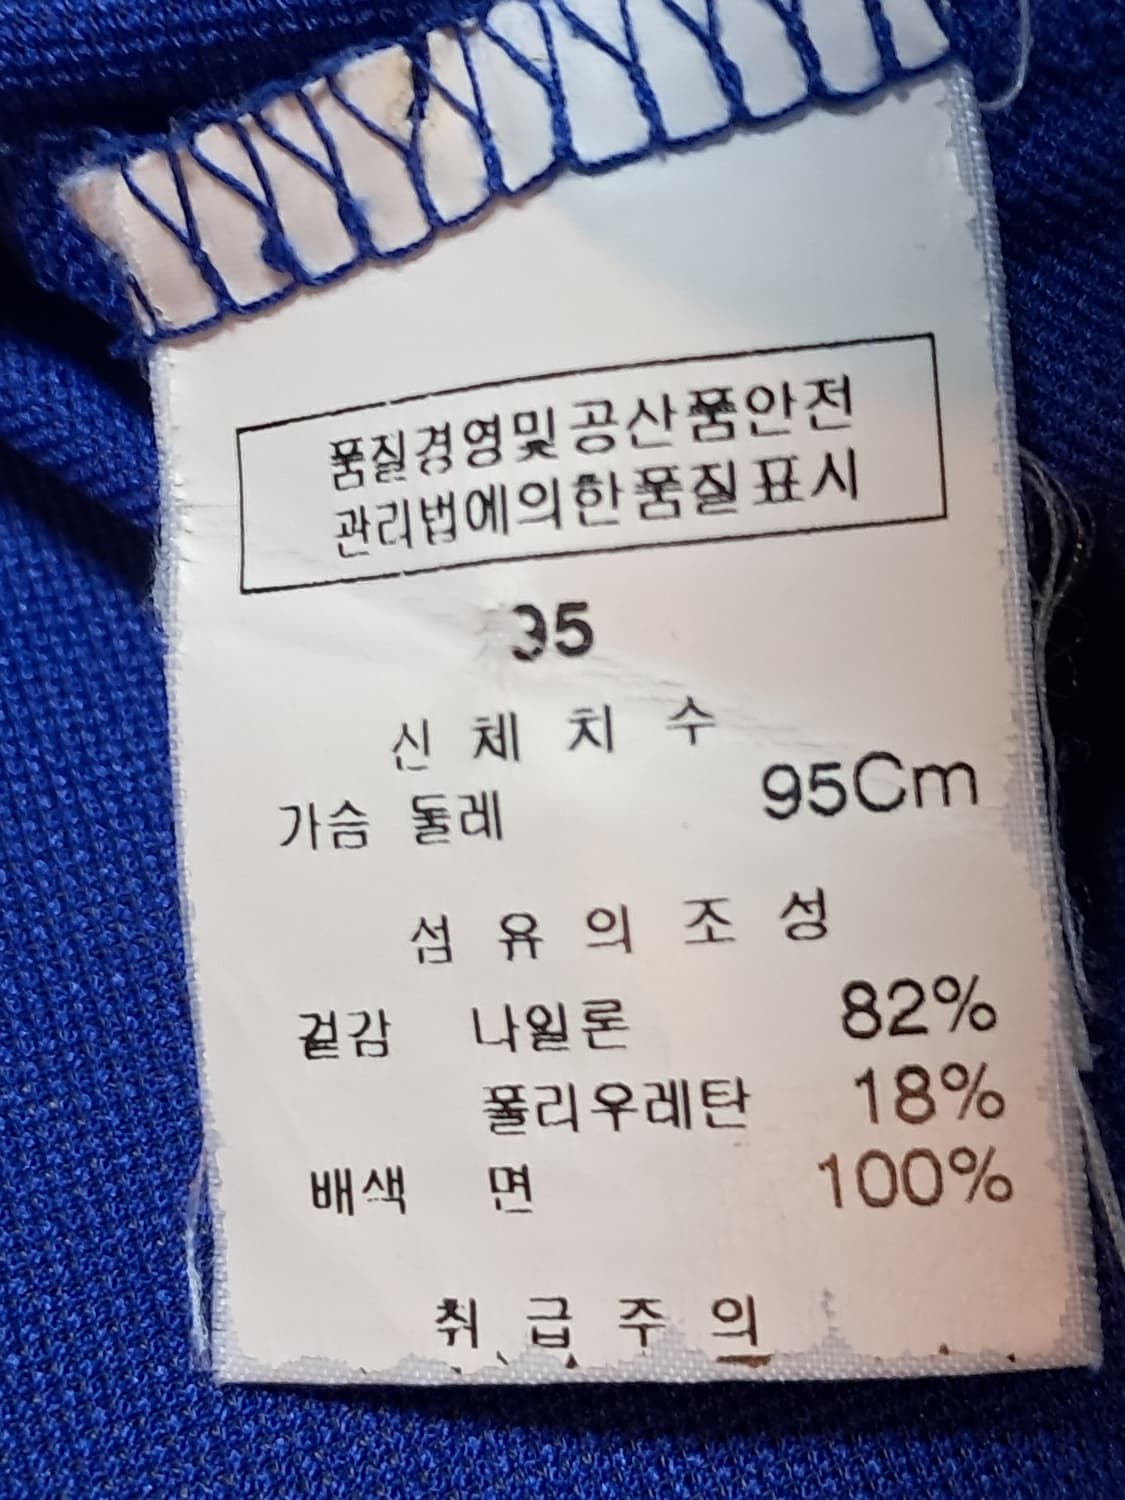 품질경영및공산품안전
관리법에의한품질표시
95
신 체 치 수
가슴 둘레 95Cm
섬 유 의 조 성
겉감 나일론 82%
폴리우레탄 18%
배색 면 100%
취 급 주 의